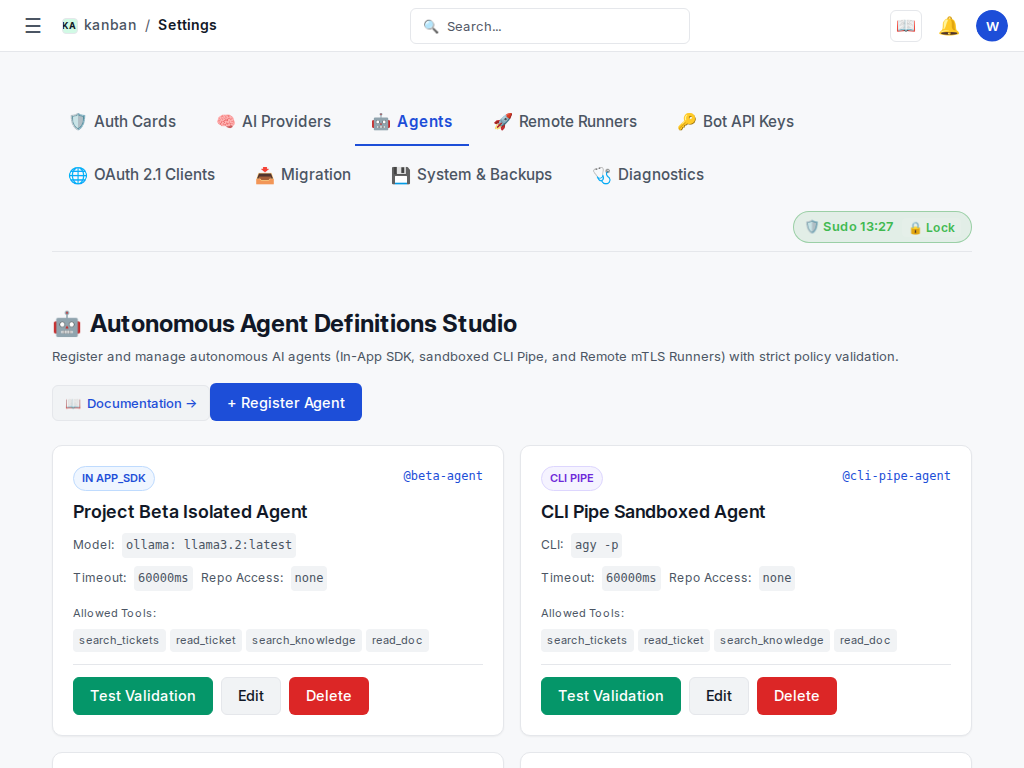 ☰ KA kanban / Settings
🔍 Search...
📖 🔔 W
🛡️ Auth Cards 🧠 AI Providers 🤖 Agents 🚀 Remote Runners 🔑 Bot API Keys
🌐 OAuth 2.1 Clients 📥 Migration 💾 System & Backups 🩺 Diagnostics
🛡️ Sudo 13:27 🔒 Lock
🤖 Autonomous Agent Definitions Studio
Register and manage autonomous AI agents (In-App SDK, sandboxed CLI Pipe, and Remote mTLS Runners) with strict policy validation.
📖 Documentation → + Register Agent
IN APP_SDK @beta-agent
Project Beta Isolated Agent
Model: ollama: llama3.2:latest
Timeout: 60000ms Repo Access: none
Allowed Tools:
search_tickets read_ticket search_knowledge read_doc
Test Validation Edit Delete
CLI PIPE @cli-pipe-agent
CLI Pipe Sandboxed Agent
CLI: agy -p
Timeout: 60000ms Repo Access: none
Allowed Tools:
search_tickets read_ticket search_knowledge read_doc
Test Validation Edit Delete